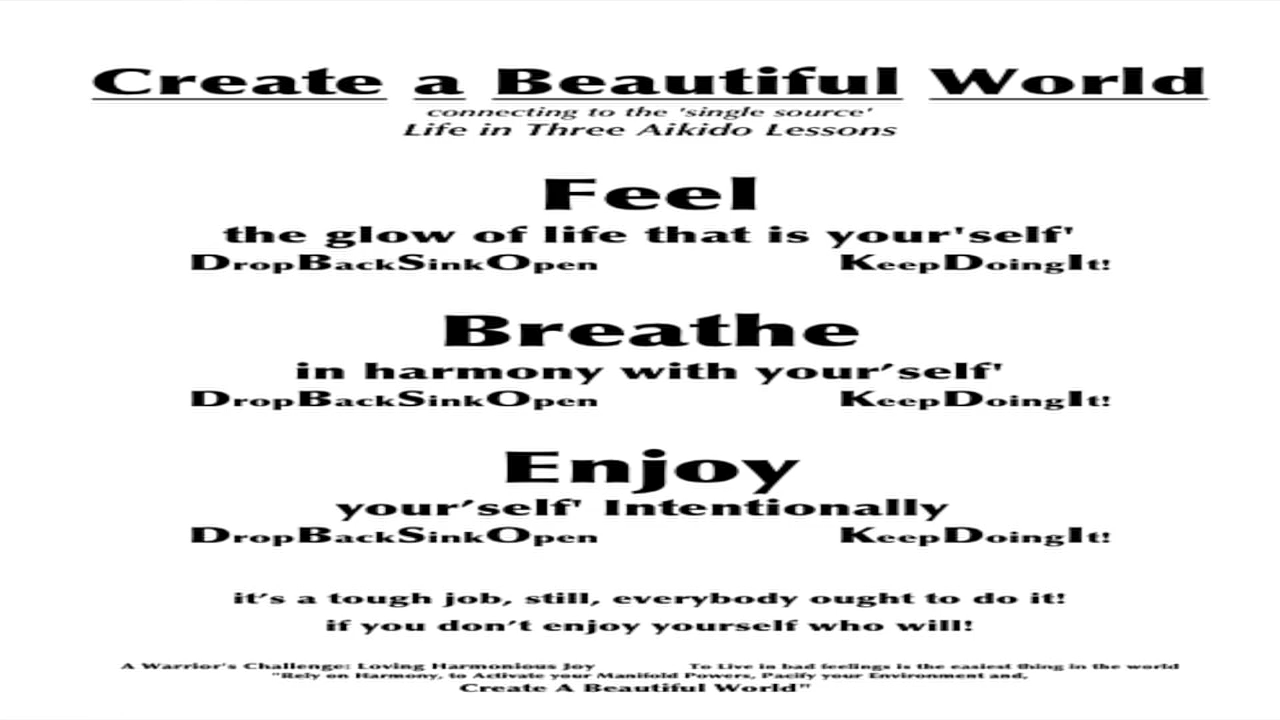 Create a Beautiful World
connecting to the 'single source'
Life in Three Aikido Lessons
Feel
the glow of life that is your'self'
DropBackSinkOpen KeepDoingIt!
Breathe
in harmony with your’self'
DropBackSinkOpen KeepDoingIt!
Enjoy
your’self' Intentionally
DropBackSinkOpen KeepDoingIt!
it’s a tough job, still, everybody ought to do it!
if you don’t enjoy yourself who will!
A Warrior’s Challenge: Loving Harmonious Joy To Live in bad feelings is the easiest thing in the world
"Rely on Harmony, to Activate your Manifold Powers, Pacify your Environment and,
Create A Beautiful World"